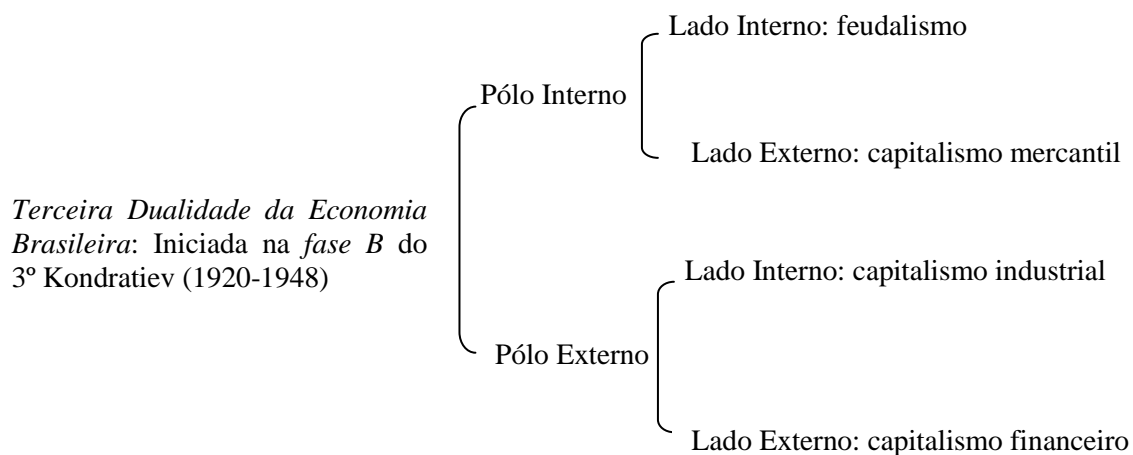 Lado Interno: feudalismo
Pólo Interno
Lado Externo: capitalismo mercantil
Terceira Dualidade da Economia
Brasileira: Iniciada na fase B do
3º Kondratiev (1920-1948)
Lado Interno: capitalismo industrial
Pólo Externo
Lado Externo: capitalismo financeiro